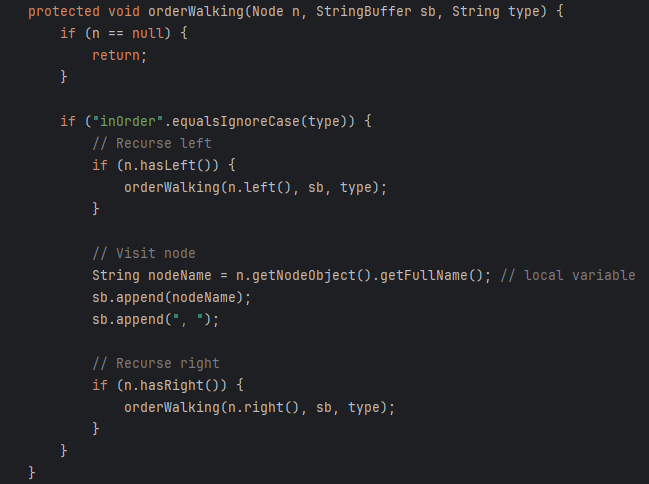 protected void orderWalking(Node n, StringBuffer sb, String type) {
    if (n == null) {
        return;
    }

    if ("inOrder".equalsIgnoreCase(type)) {
        // Recurse left
        if (n.hasLeft()) {
            orderWalking(n.left(), sb, type);
        }

        // Visit node
        String nodeName = n.getNodeObject().getFullName(); // local variable
        sb.append(nodeName);
        sb.append(", ");

        // Recurse right
        if (n.hasRight()) {
            orderWalking(n.right(), sb, type);
        }
    }
}